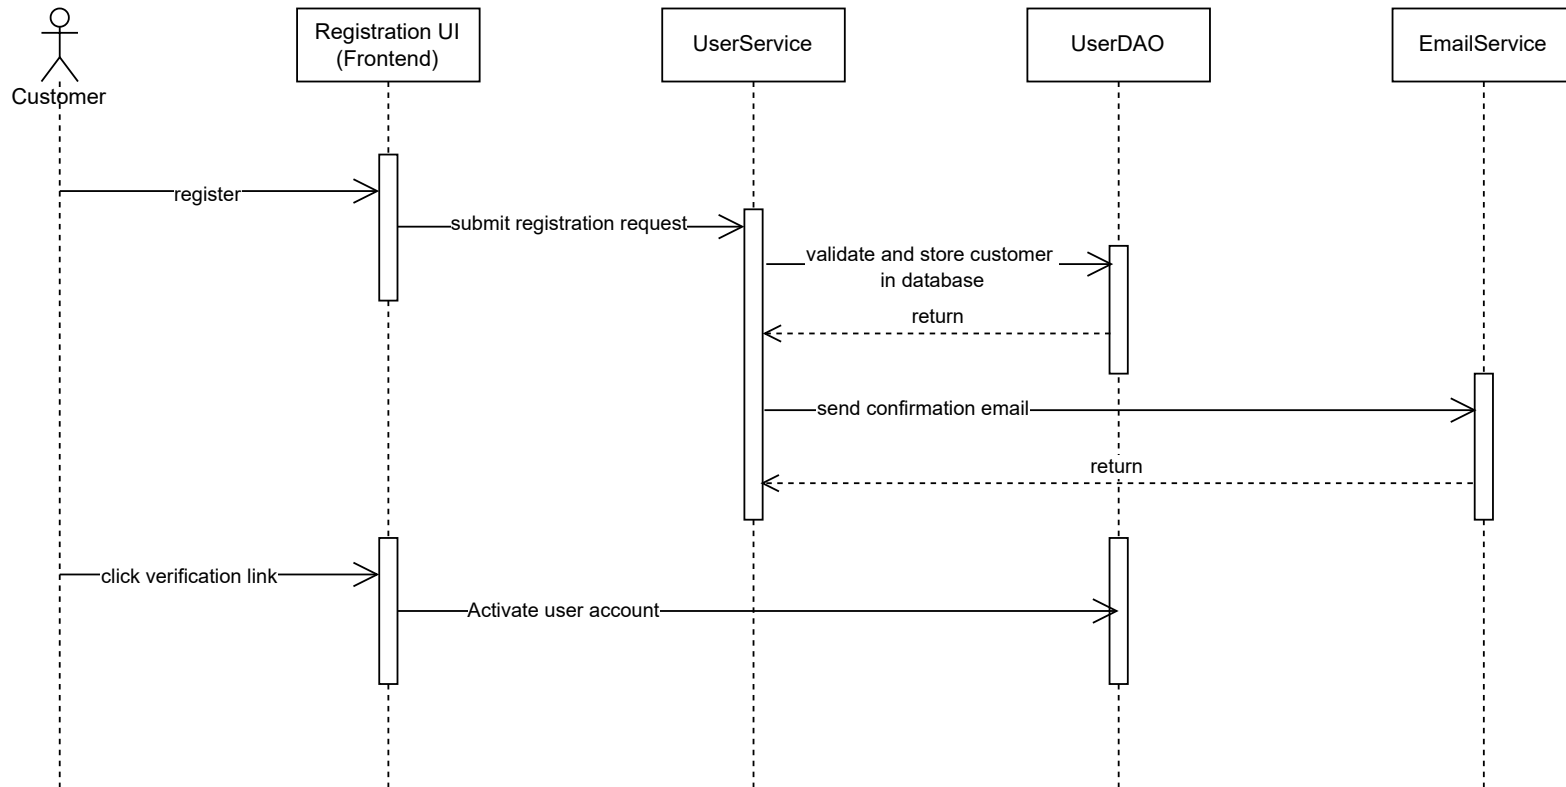 Customer
Registration UI
(Frontend)
UserService
UserDAO
EmailService
register
submit registration request
validate and store customer
in database
return
send confirmation email
return
click verification link
Activate user account